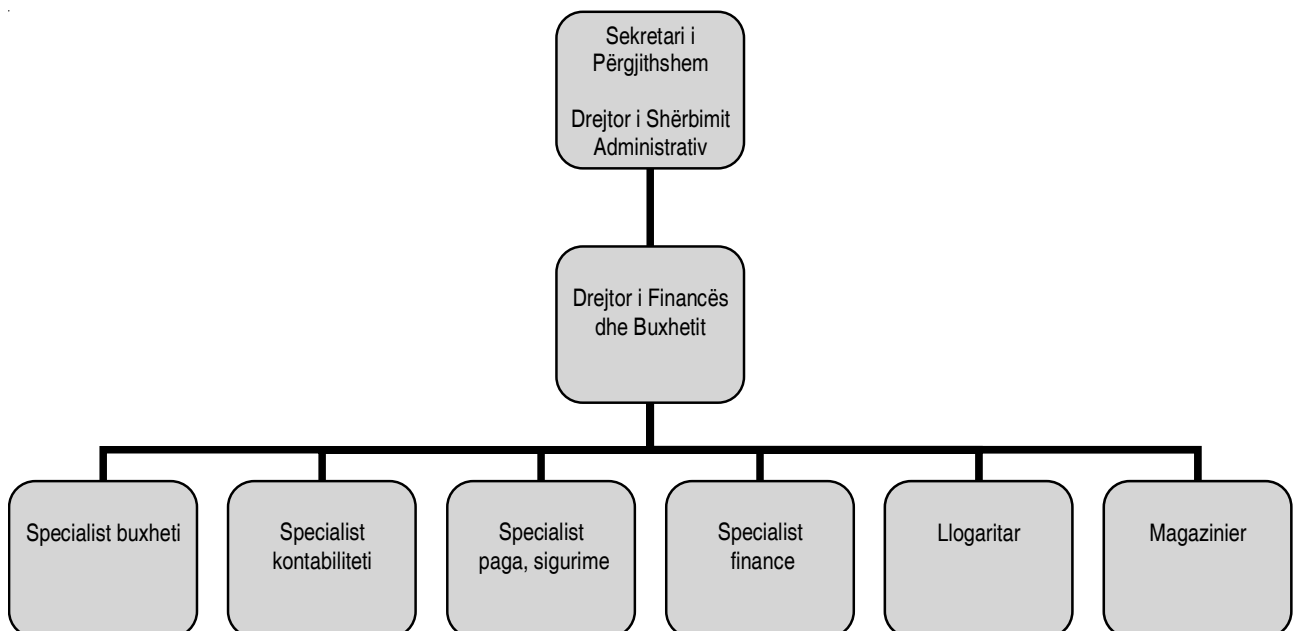 Sekretari i
Përgjithshem
Drejtor i Shërbimit
Administrativ
Drejtor i Financës
dhe Buxhetit
Specialist buxheti
Specialist
kontabiliteti
Specialist
paga, sigurime
Specialist
finance
Llogaritar
Magazinier